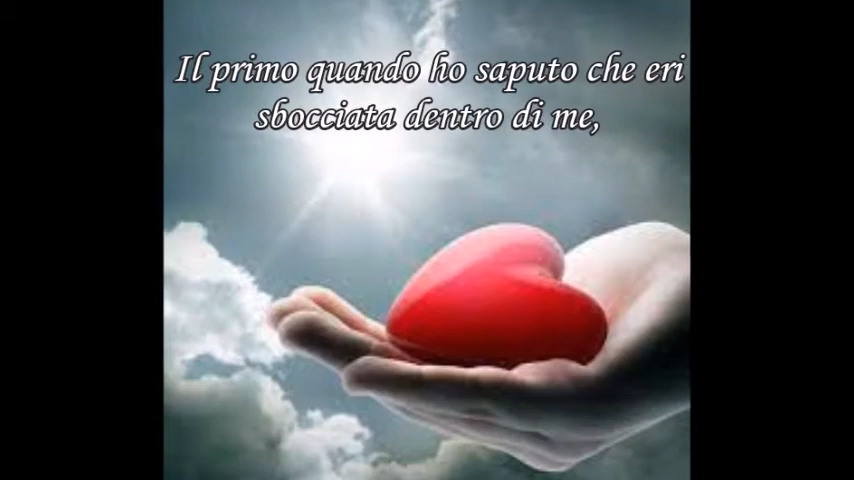 Il primo quando ho saputo che eri
sbocciata dentro di me,